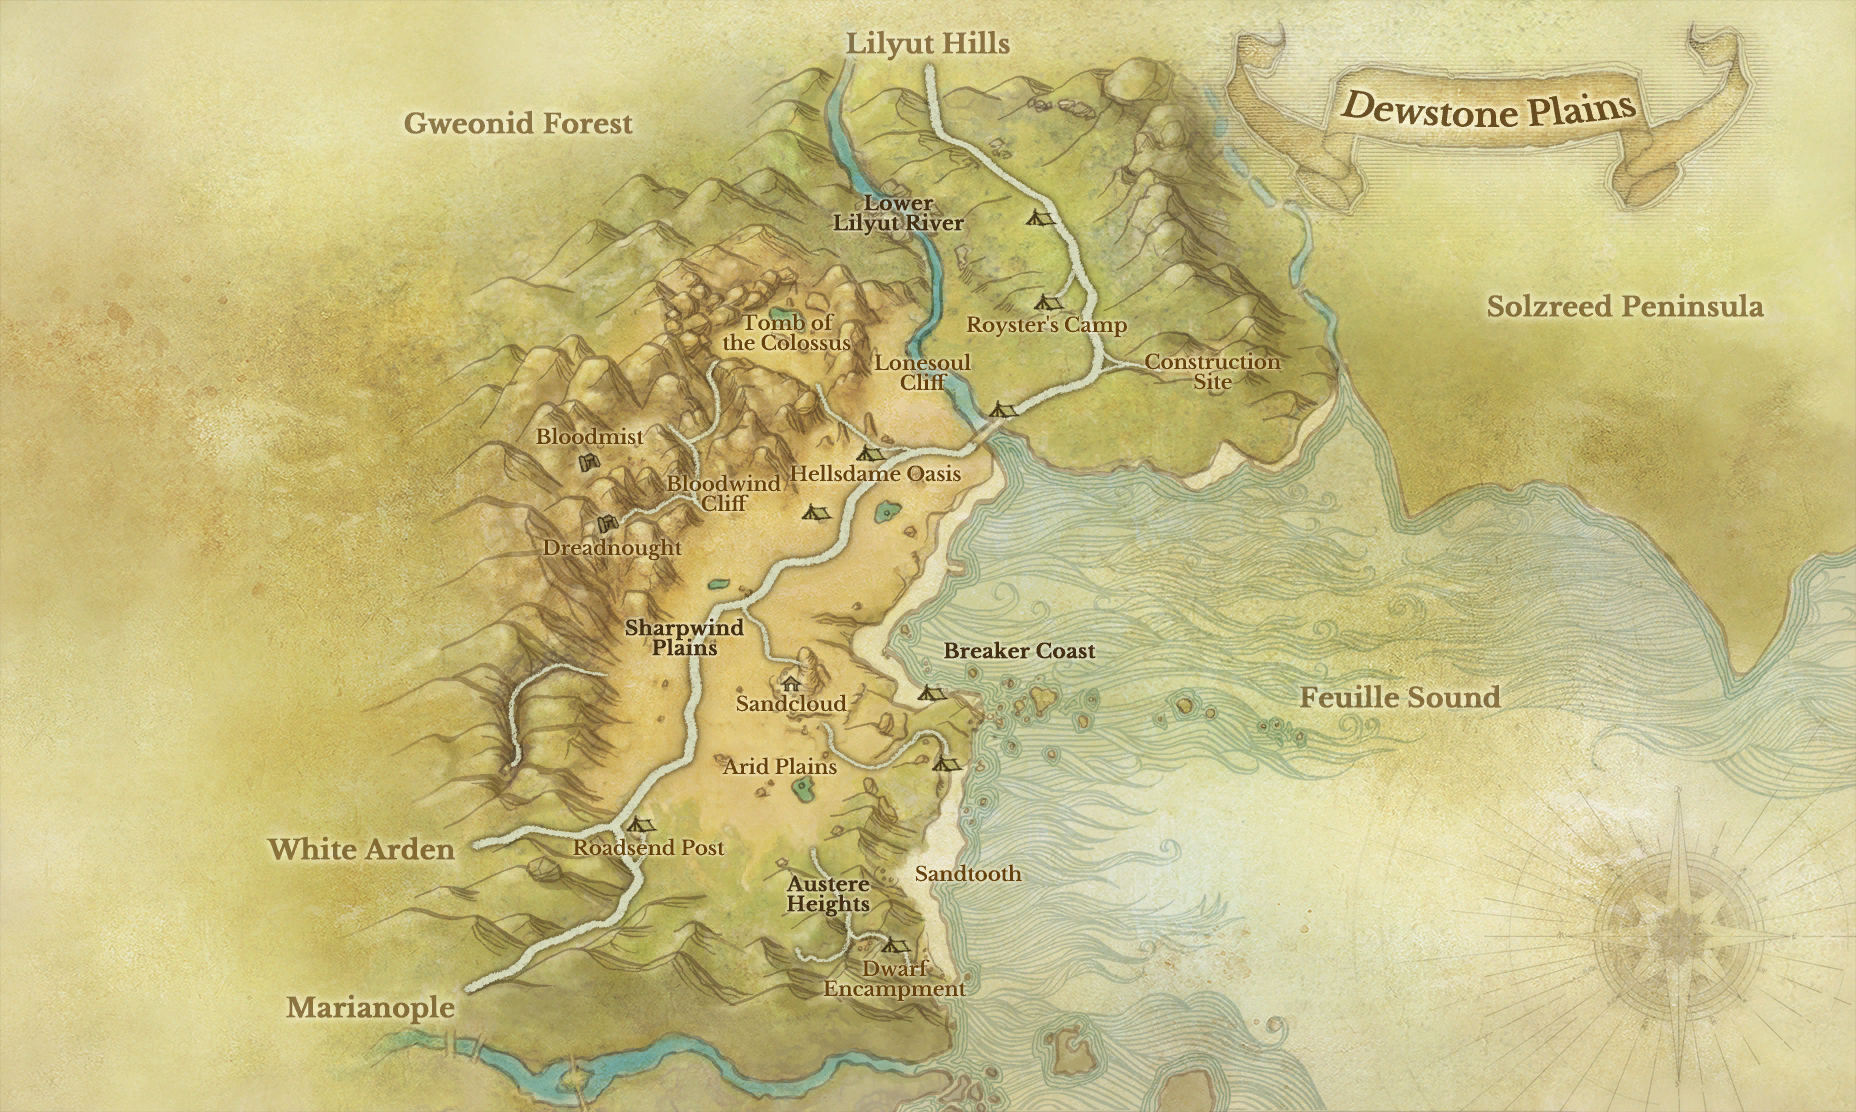 Lilyut Hills
Dewstone Plains
Gweonid Forest
Lower
Lilyut River
Solzreed Peninsula
Tomb of
the Colossus
Royster's Camp
Lonesoul
Cliff
Construction
Site
Bloodmist
Hellsdame Oasis
Bloodwind
Cliff
Dreadnought
Sharpwind
Plains
Breaker Coast
Sandcloud
Feuille Sound
Arid Plains
White Arden
Roadsend Post
Sandtooth
Austere
Heights
Dwarf
Encampment
Marianople